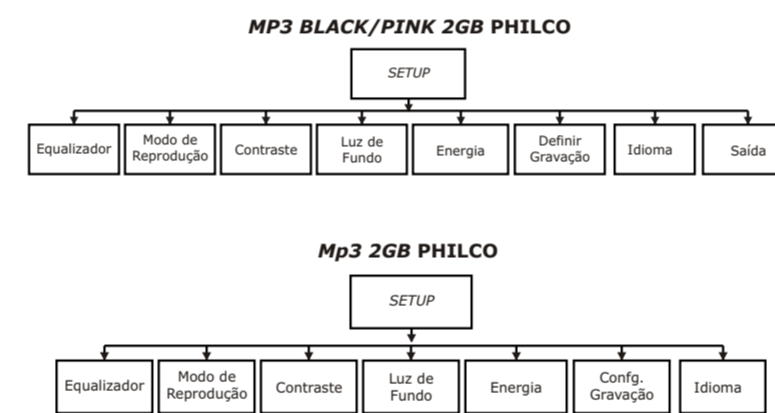 MP3 BLACK/PINK 2GB PHILCO
SETUP
Equalizador
Modo de
Reprodução
Contraste
Luz de
Fundo
Energia
Definir
Gravação
Idioma
Saída
Mp3 2GB PHILCO
SETUP
Equalizador
Modo de
Reprodução
Contraste
Luz de
Fundo
Energia
Confg.
Gravação
Idioma